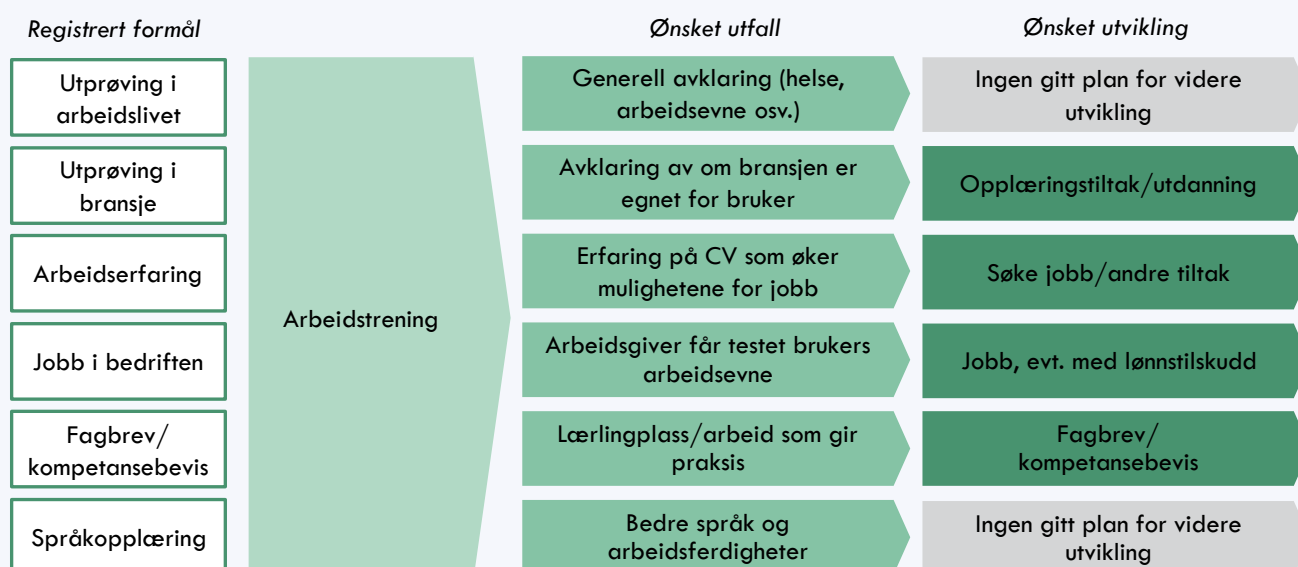 Registrert formål
Ønsket utfall
Ønsket utvikling
Utprøving i
arbeidslivet
Generell avklaring (helse,
arbeidsevne osv.)
Ingen gitt plan for videre
utvikling
Utprøving i
bransje
Avklaring av om bransjen er
egnet for bruker
Opplæringstiltak/utdanning
Arbeidserfaring
Erfaring på CV som øker
mulighetene for jobb
Søke jobb/andre tiltak
Arbeidstrening
Jobb i bedriften
Arbeidsgiver får testet brukers
arbeidsevne
Jobb, evt. med lønnstilskudd
Fagbrev/
kompetansebevis
Lærlingplass/arbeid som gir
praksis
Fagbrev/
kompetansebevis
Språkopplæring
Bedre språk og
arbeidsferdigheter
Ingen gitt plan for videre
utvikling